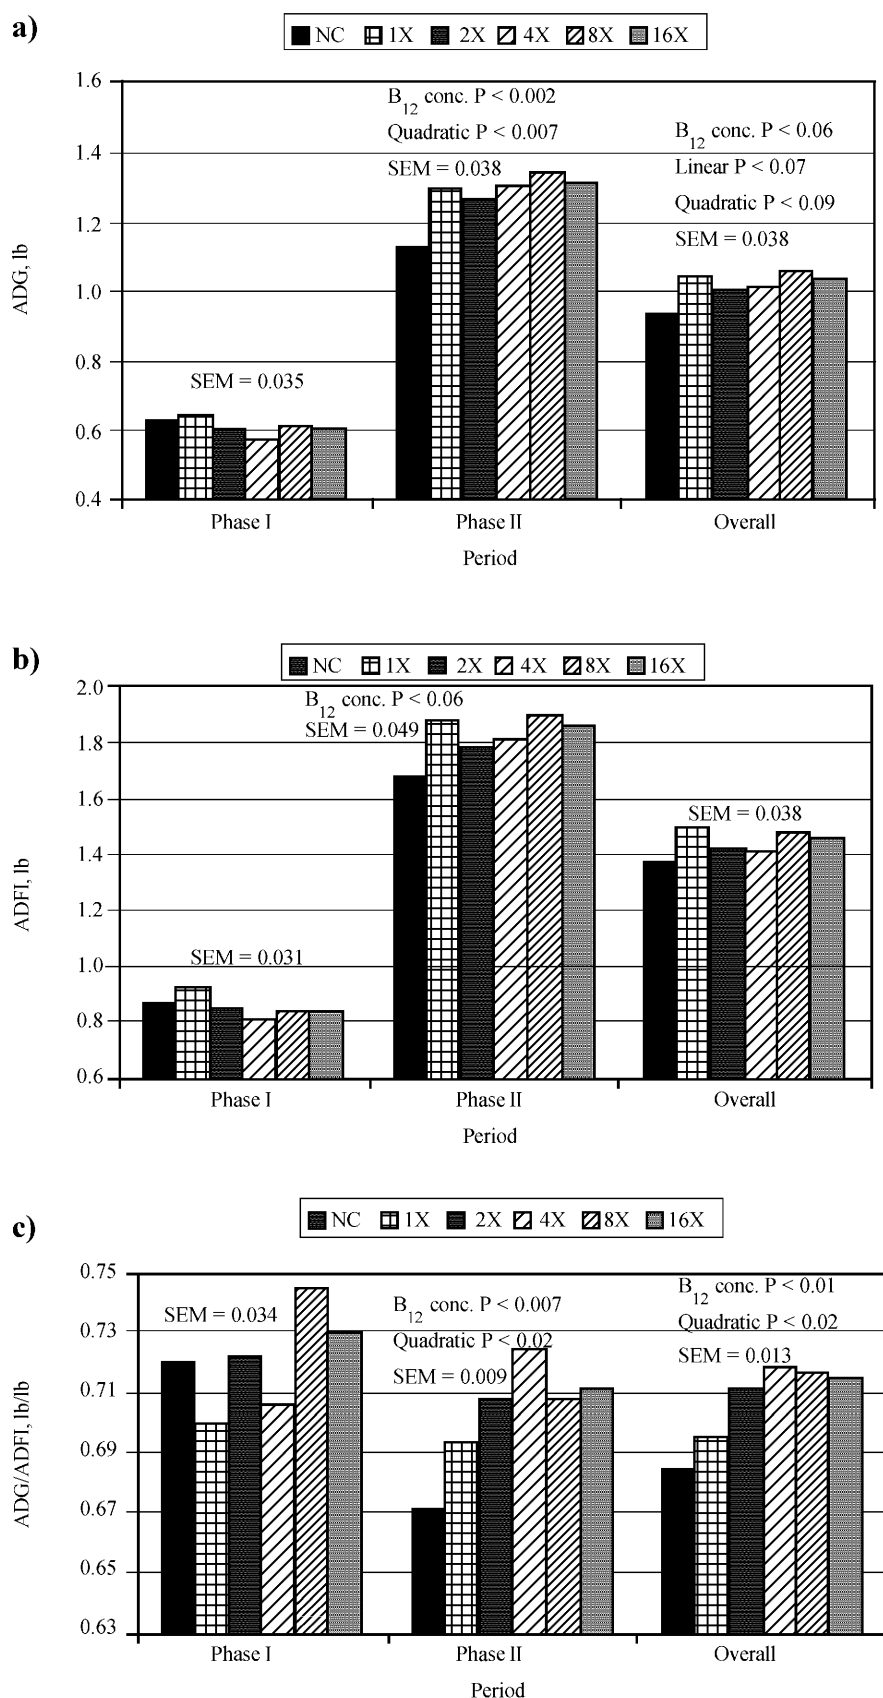 a)
NC 1X 2X 4X 8X 16X
1.6
B12 conc. P < 0.002
Quadratic P < 0.007
SEM = 0.038
B12 conc. P < 0.06
Linear P < 0.07
Quadratic P < 0.09
SEM = 0.038
1.4
1.2
1.0
0.8
0.6
0.4
ADG, lb
SEM = 0.035
Phase I Phase II Overall
Period
b)
NC 1X 2X 4X 8X 16X
2.0
B12 conc. P < 0.06
SEM = 0.049
1.8
1.6
1.4
1.2
1.0
0.8
0.6
ADFI, lb
SEM = 0.038
SEM = 0.031
Phase I Phase II Overall
Period
c)
NC 1X 2X 4X 8X 16X
0.75
0.73
0.71
0.69
0.67
0.65
0.63
ADG/ADFI, lb/lb
SEM = 0.034
B12 conc. P < 0.007
Quadratic P < 0.02
SEM = 0.009
B12 conc. P < 0.01
Quadratic P < 0.02
SEM = 0.013
Phase I Phase II Overall
Period